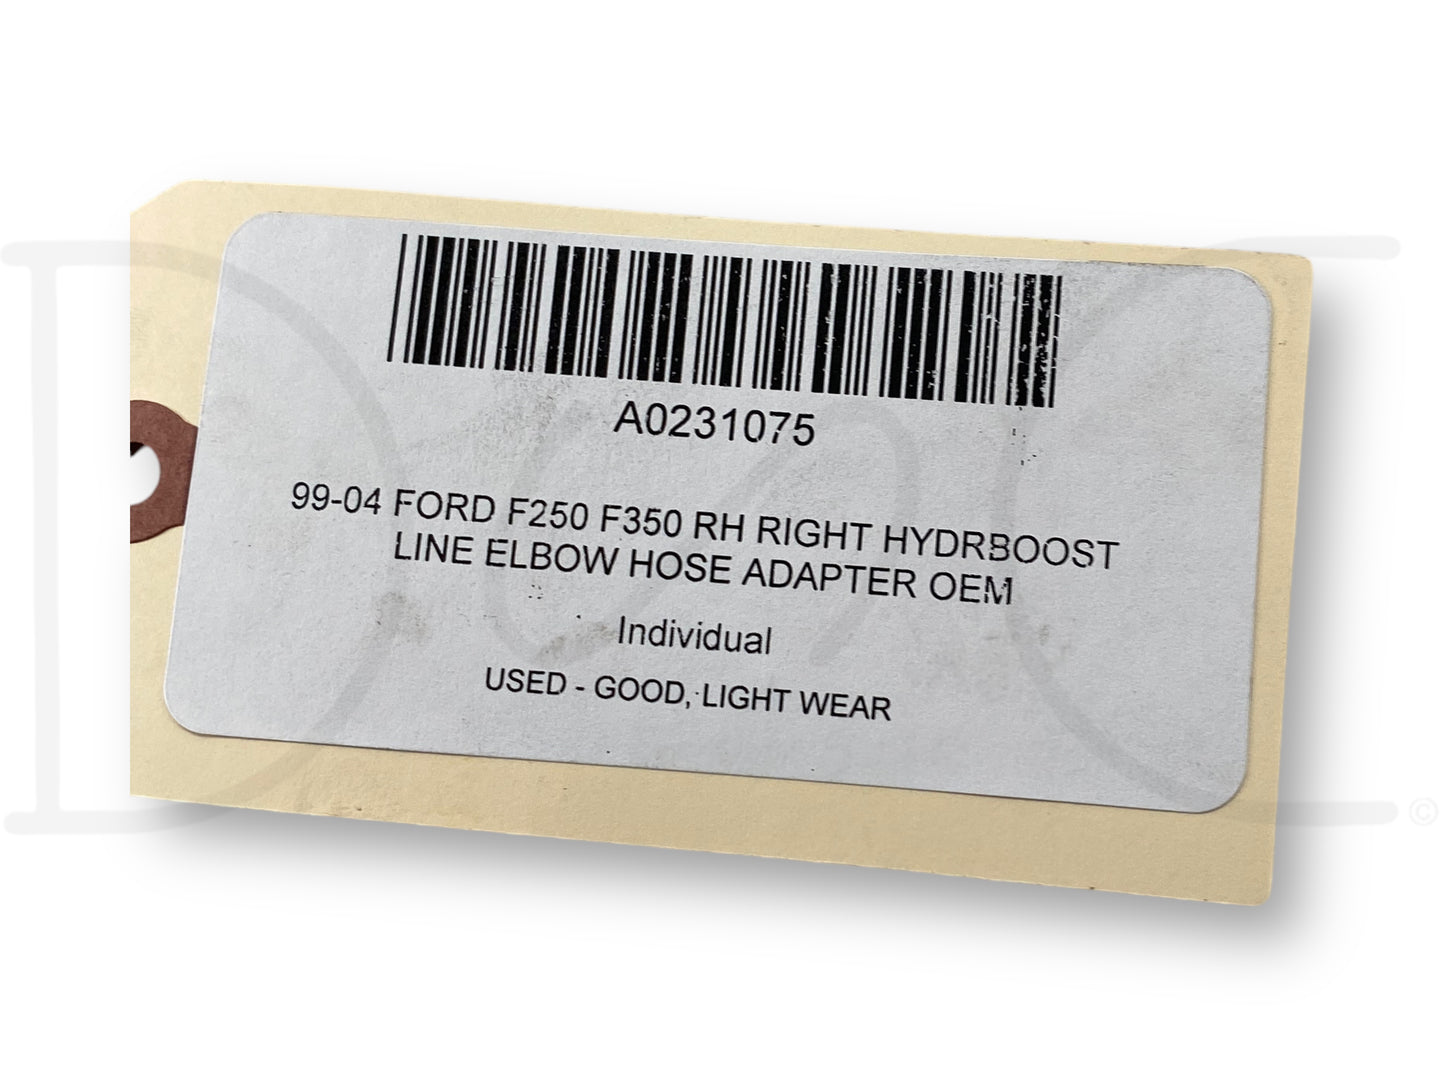 A0231075
99-04 FORD F250 F350 RH RIGHT HYDRBOOST
LINE ELBOW HOSE ADAPTER OEM
Individual
USED - GOOD, LIGHT WEAR
©